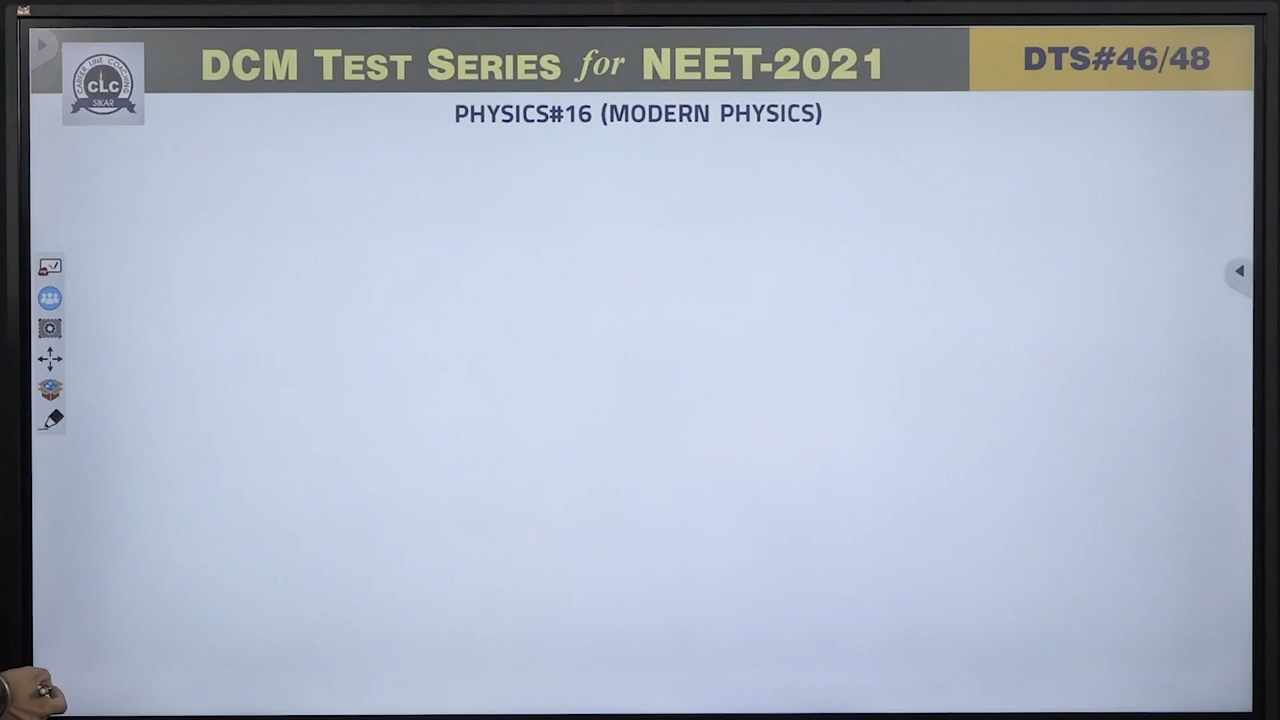 DCM TEST SERIES for NEET-2021
DTS#46/48
CAREER LINE COACHING
CLC
SIKAR
PHYSICS#16 (MODERN PHYSICS)